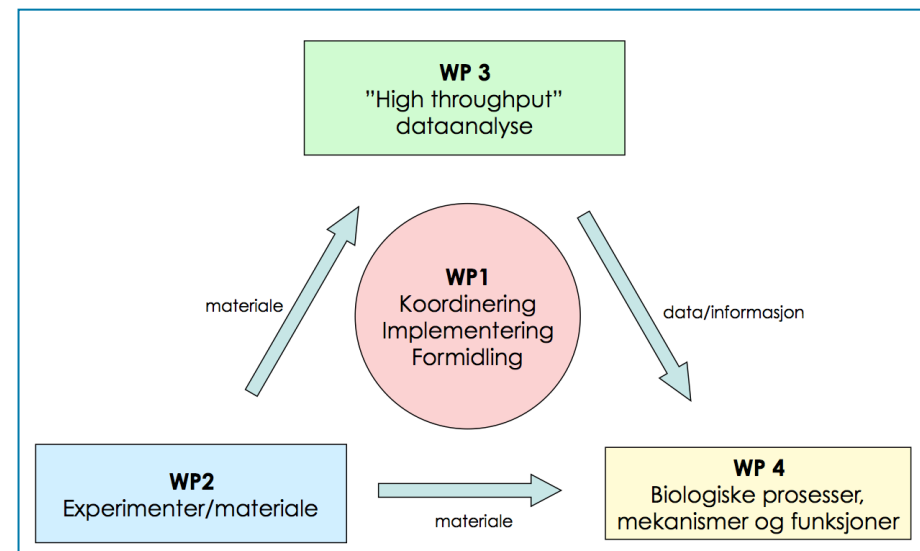 WP 3
”High throughput”
dataanalyse
WP1
Koordinering
Implementering
Formidling
materiale
data/informasjon
WP2
Experimenter/materiale
materiale
WP 4
Biologiske prosesser,
mekanismer og funksjoner